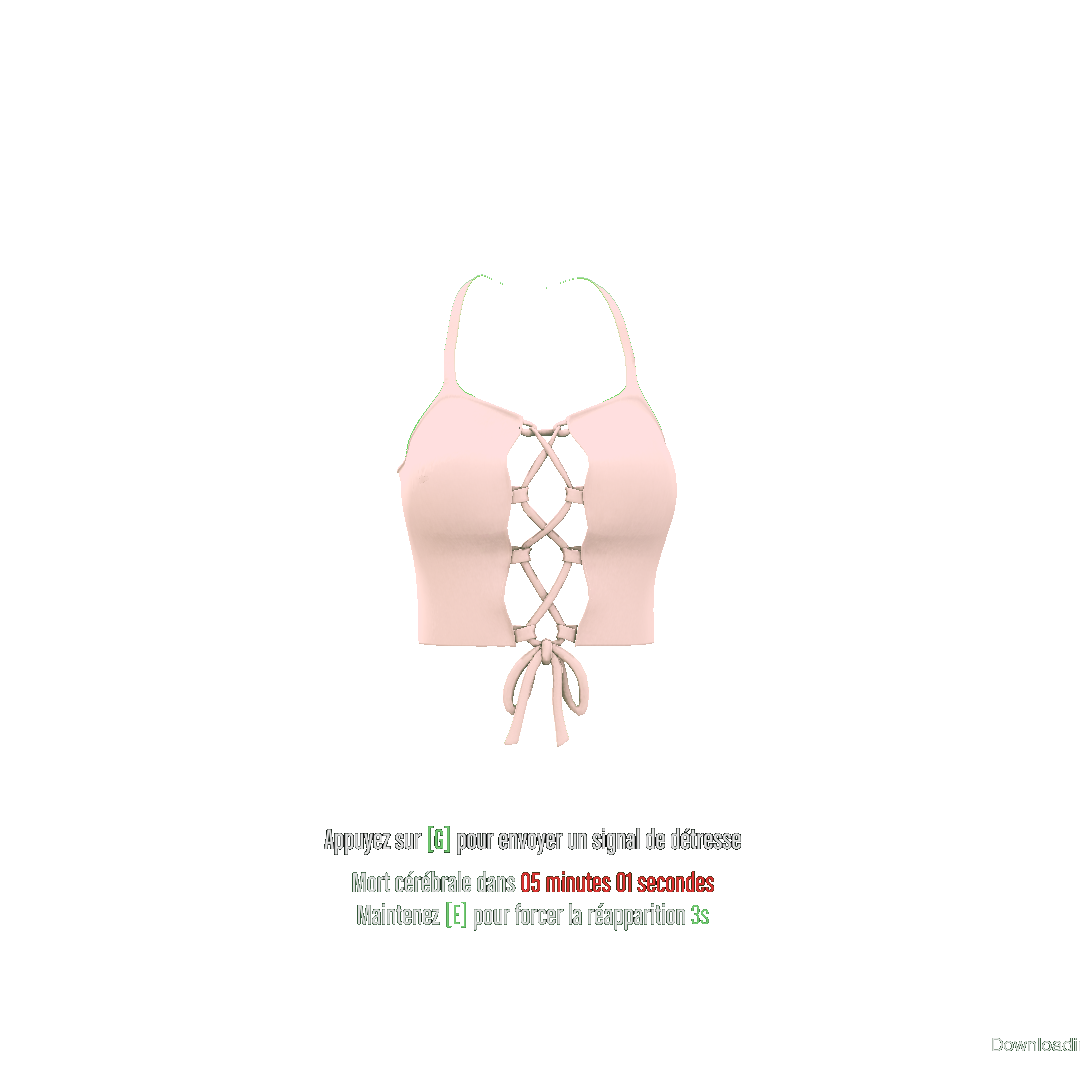 Appuyez sur [G] pour envoyer un signal de détresse
Mort cérébrale dans 05 minutes 01 secondes
Maintenez [E] pour forcer la réapparition 3s